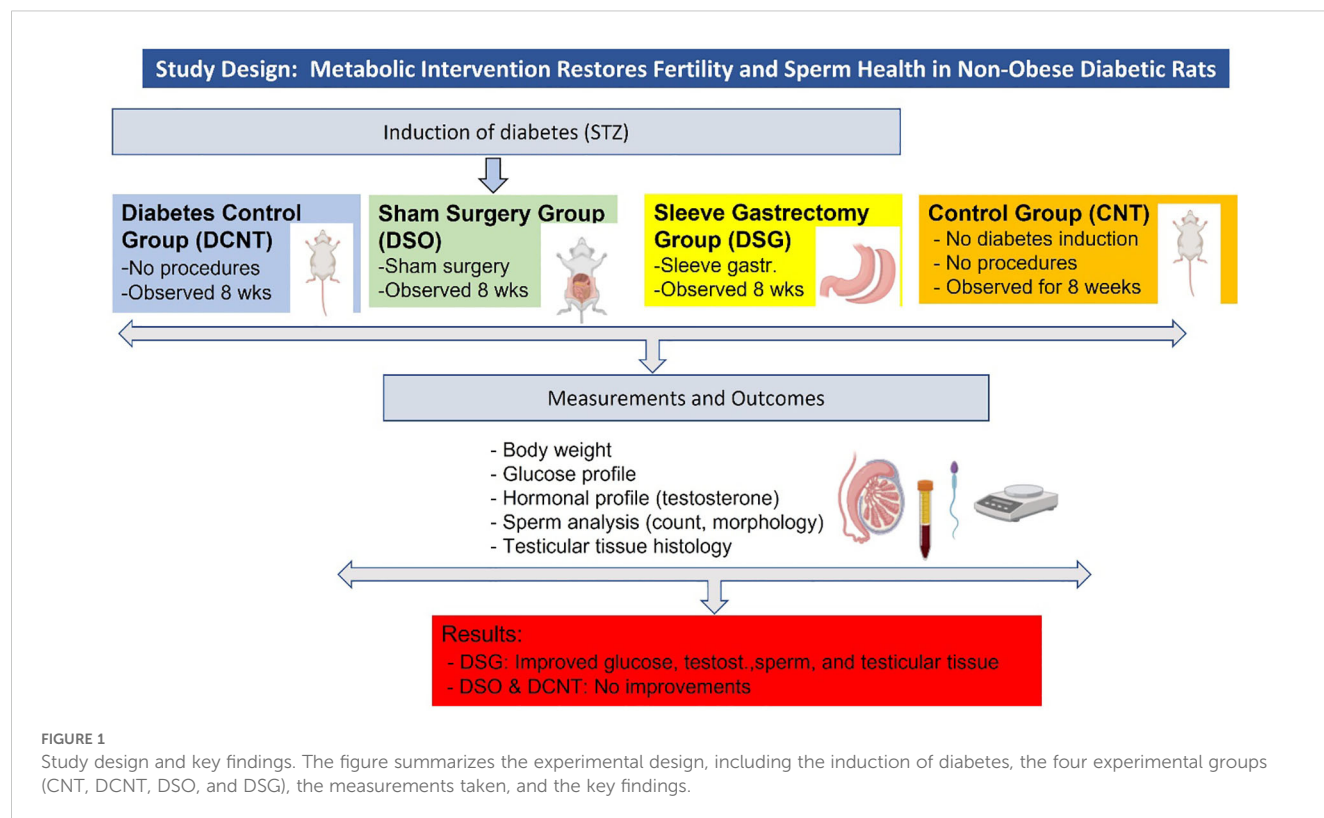 Study Design: Metabolic Intervention Restores Fertility and Sperm Health in Non-Obese Diabetic Rats
Induction of diabetes (STZ)
Diabetes Control
Group (DCNT)
-No procedures
-Observed 8 wks
Sham Surgery Group
(DSO)
-Sham surgery
-Observed 8 wks
Sleeve Gastrectomy
Group (DSG)
-Sleeve gastr.
-Observed 8 wks
Control Group (CNT)
- No diabetes induction
- No procedures
- Observed for 8 weeks
Measurements and Outcomes
- Body weight
- Glucose profile
- Hormonal profile (testosterone)
- Sperm analysis (count, morphology)
- Testicular tissue histology
Results:
- DSG: Improved glucose, testost.,sperm, and testicular tissue
- DSO & DCNT: No improvements
FIGURE 1
Study design and key findings. The figure summarizes the experimental design, including the induction of diabetes, the four experimental groups
(CNT, DCNT, DSO, and DSG), the measurements taken, and the key findings.